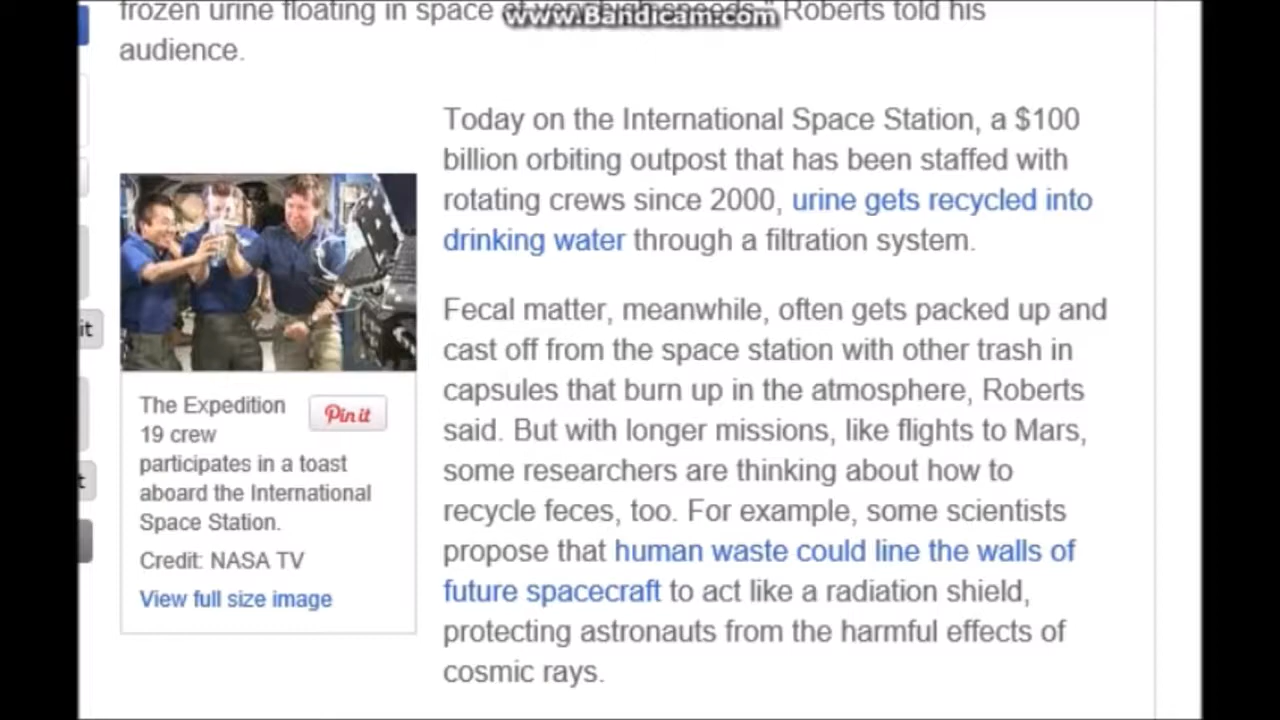 frozen urine floating in space at very high speeds," Roberts told his
www.Bandicam.com
audience.
Today on the International Space Station, a $100
billion orbiting outpost that has been staffed with
rotating crews since 2000, urine gets recycled into
drinking water through a filtration system.
Fecal matter, meanwhile, often gets packed up and
cast off from the space station with other trash in
capsules that burn up in the atmosphere, Roberts
said. But with longer missions, like flights to Mars,
some researchers are thinking about how to
recycle feces, too. For example, some scientists
propose that human waste could line the walls of
future spacecraft to act like a radiation shield,
protecting astronauts from the harmful effects of
cosmic rays.
it
t
The Expedition
19 crew
Pin it
participates in a toast
aboard the International
Space Station.
Credit: NASA TV
View full size image